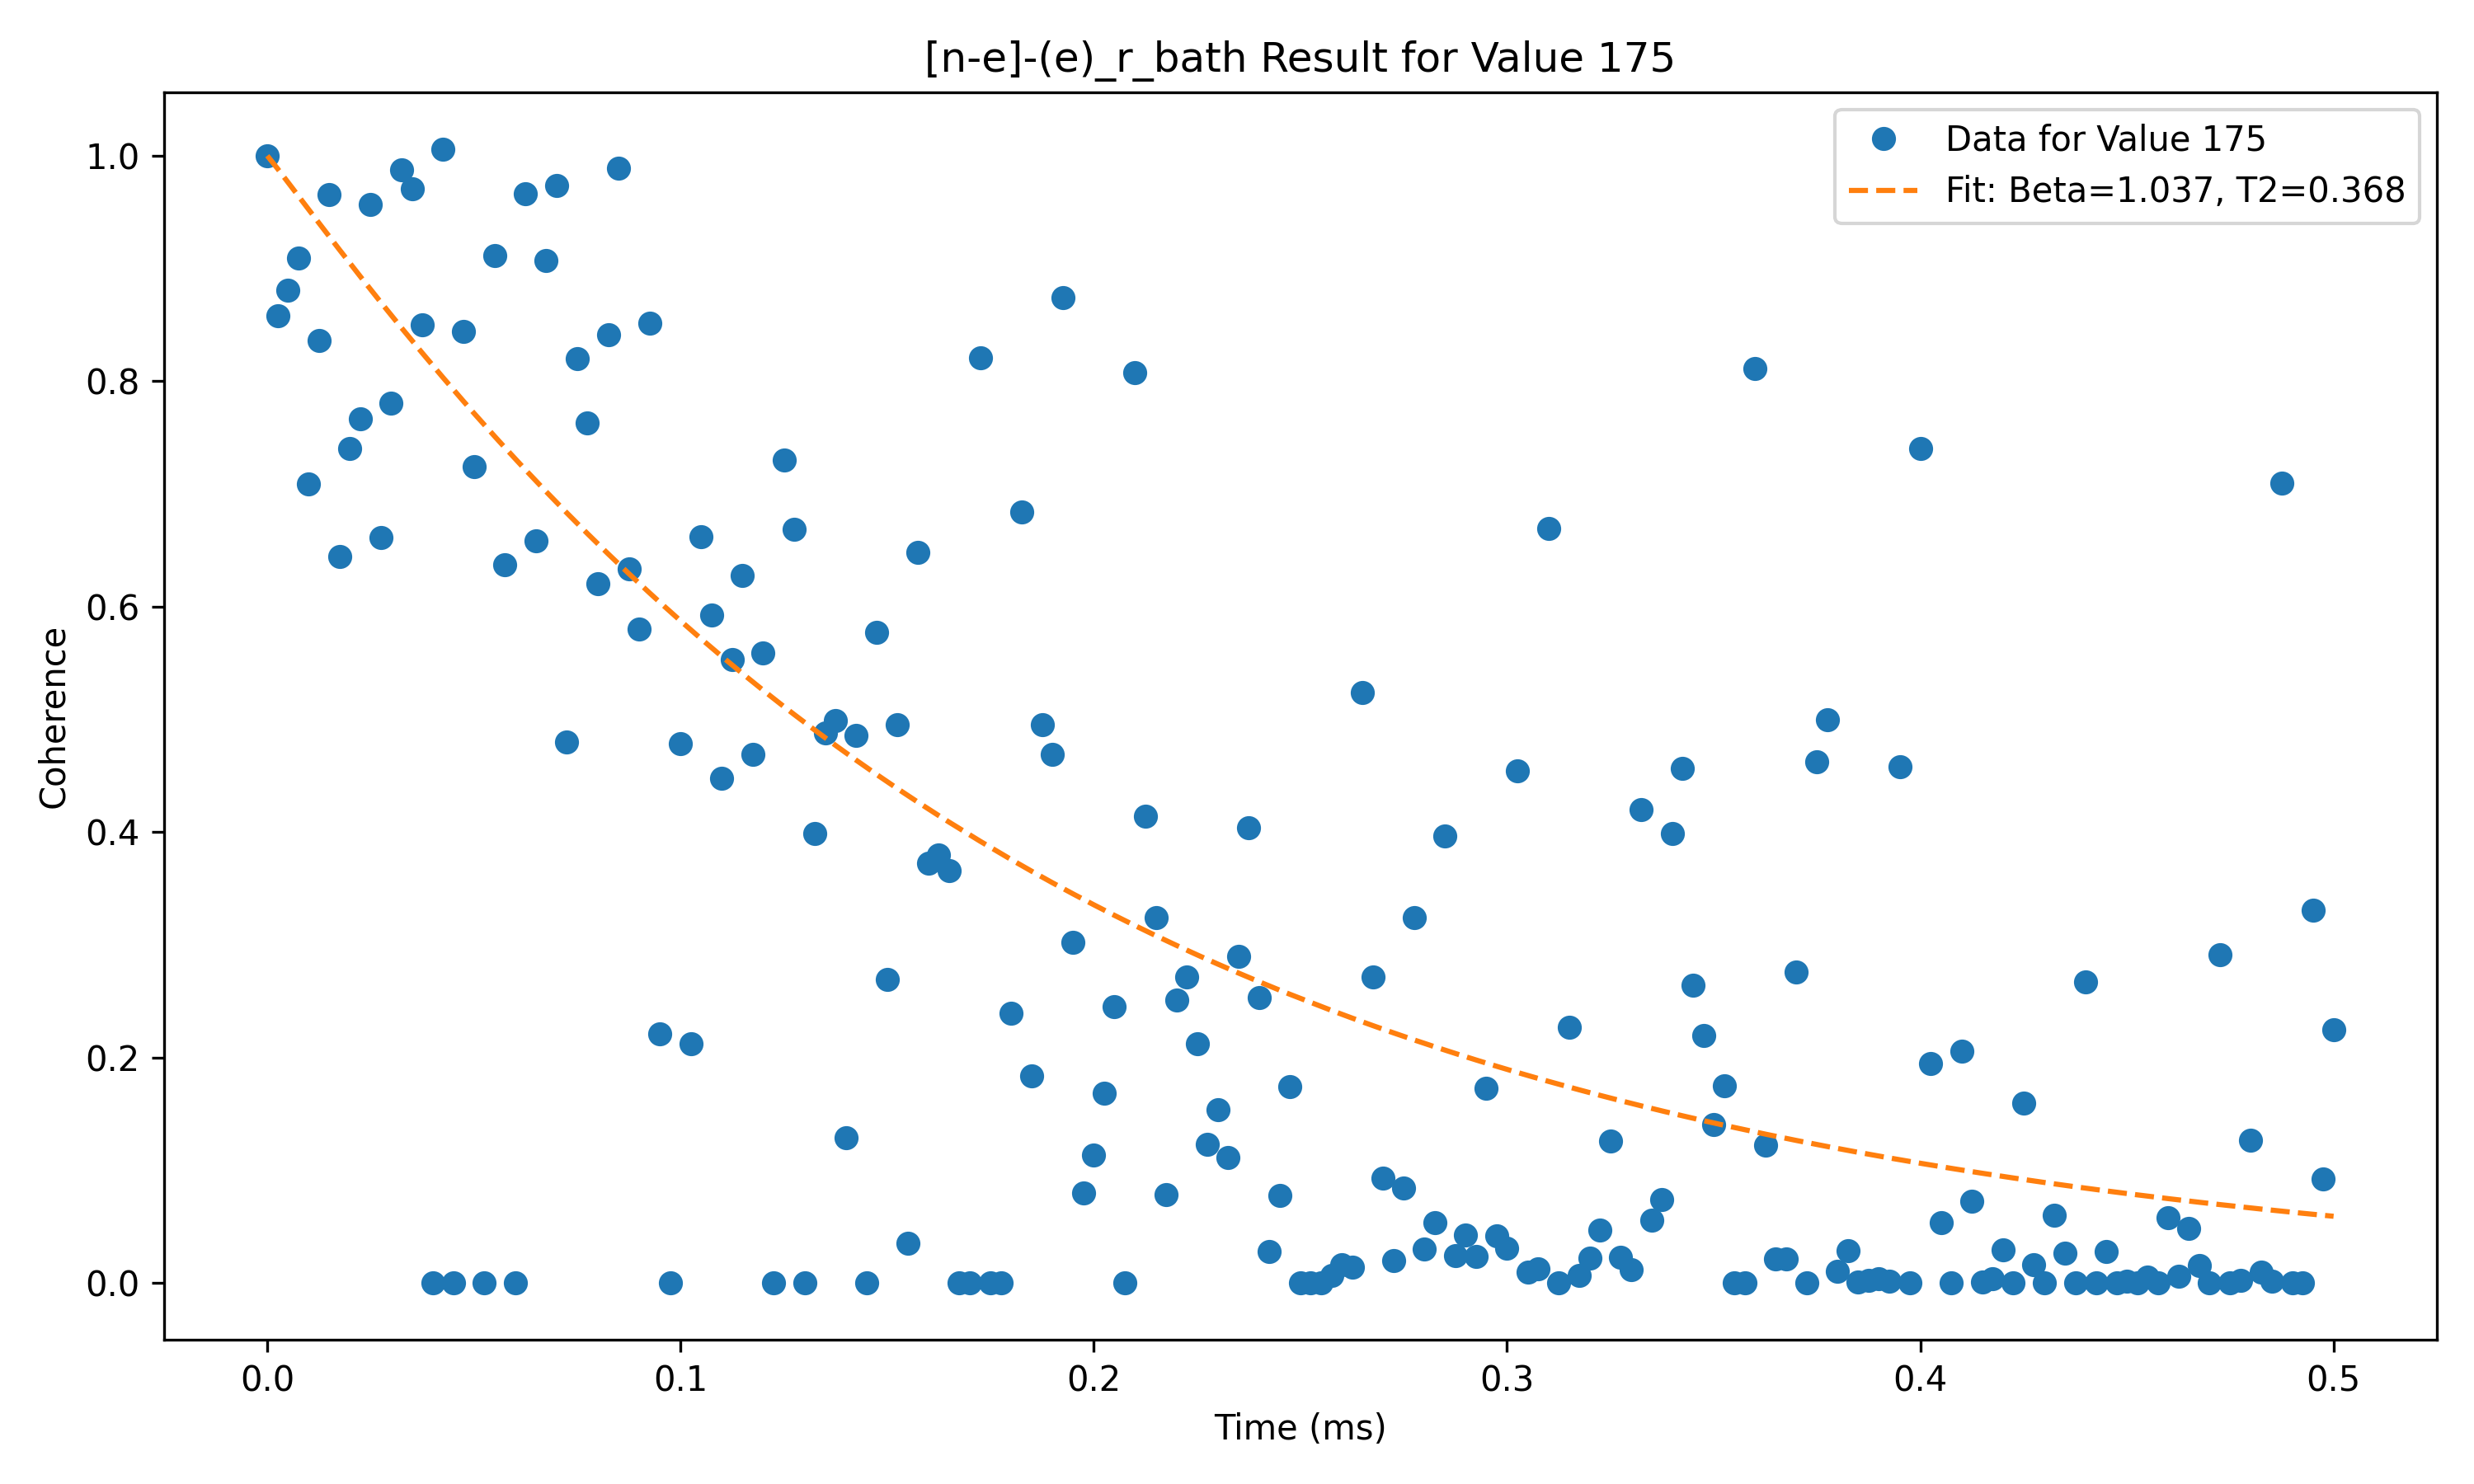 [n-e]-(e)_r_bath Result for Value 175
Data for Value 175
Fit: Beta=1.037, T2=0.368
Coherence
1.0
0.8
0.6
0.4
0.2
0.0
0.0 0.1 0.2 0.3 0.4 0.5
Time (ms)